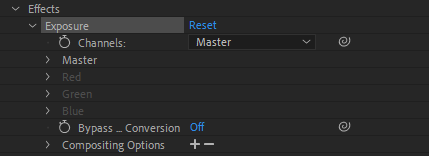 Effects
Exposure Reset
Channels: Master
Master
Red
Green
Blue
Bypass ... Conversion Off
Compositing Options + −